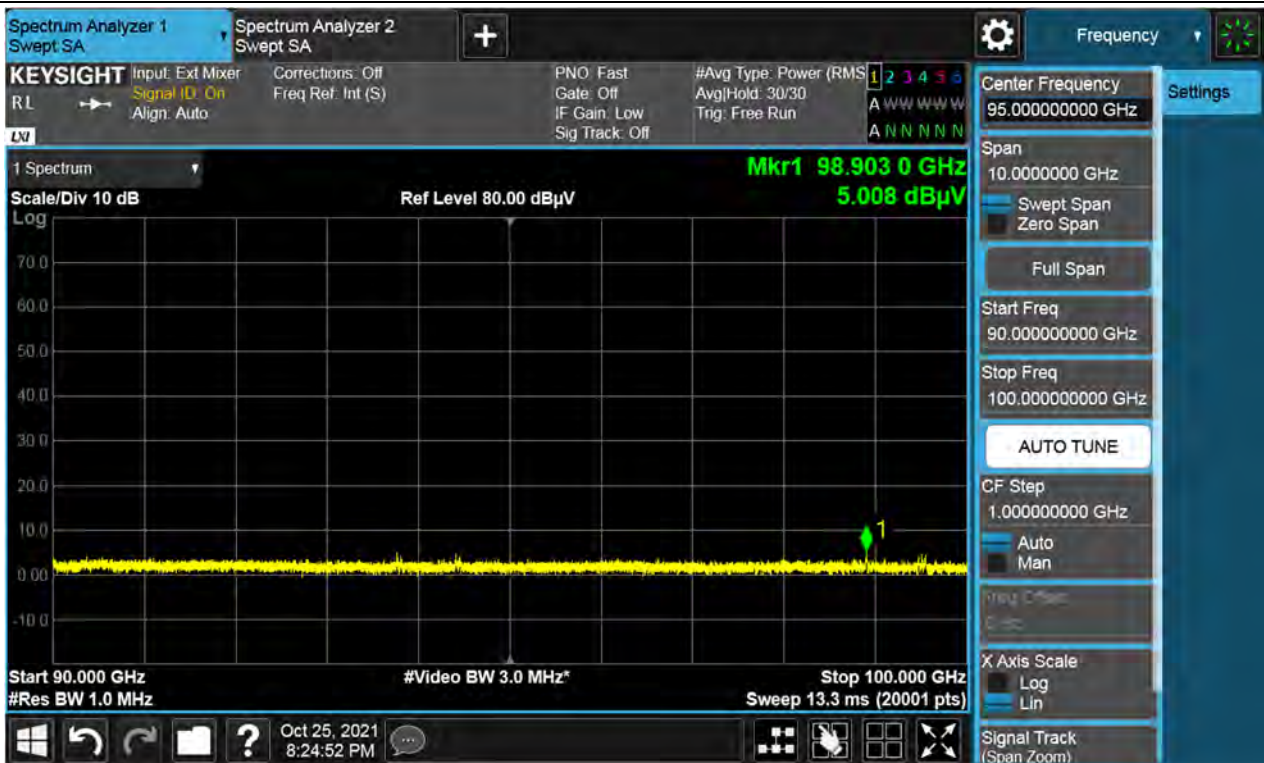 Spectrum Analyzer 1
Swept SA
Spectrum Analyzer 2
Swept SA
+
Frequency
KEYSIGHT
RL
LXI
Input: Ext Mixer
Signal ID: On
Align: Auto
Corrections: Off
Freq Ref: Int (S)
PNO: Fast
Gate: Off
IF Gain: Low
Sig Track: Off
#Avg Type: Power (RMS
Avg|Hold: 30/30
Trig: Free Run
1 2 3 4 5 6
A W W W W W
A N N N N N
1 Spectrum
Mkr1 98.903 0 GHz
5.008 dBµV
Scale/Div 10 dB
Ref Level 80.00 dBµV
Log
70.0
60.0
50.0
40.0
30.0
20.0
10.0
0.00
-10.0
1
Start 90.000 GHz
#Video BW 3.0 MHz*
Stop 100.000 GHz
#Res BW 1.0 MHz
Sweep 13.3 ms (20001 pts)
?
Oct 25, 2021
8:24:52 PM
Center Frequency
95.000000000 GHz
Settings
Span
10.0000000 GHz
Swept Span
Zero Span
Full Span
Start Freq
90.000000000 GHz
Stop Freq
100.000000000 GHz
AUTO TUNE
CF Step
1.000000000 GHz
Auto
Man
Freq Offset
0 Hz
X Axis Scale
Log
Lin
Signal Track
(Span Zoom)